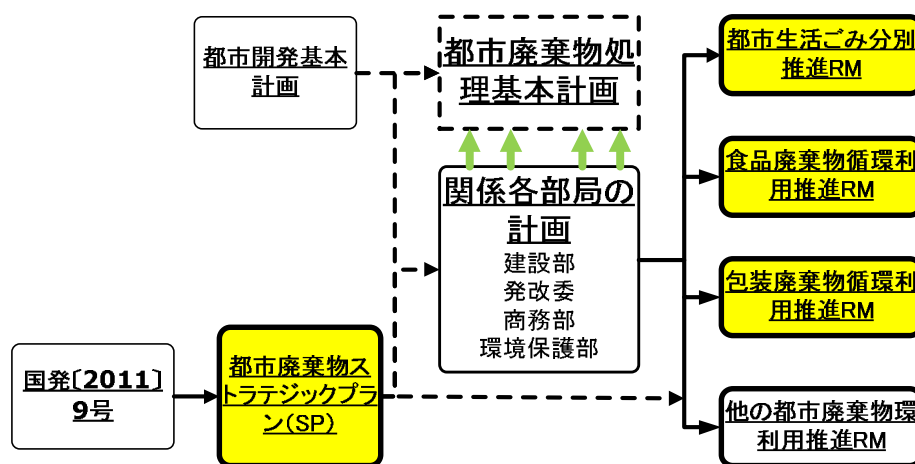 都市開発基本
計画
都市廃棄物処
理基本計画
関係各部局の
計画
建設部
発改委
商務部
環境保護部
国発〔2011〕
9号
都市廃棄物ス
トラテジックプラ
ン(SP)
都市生活ごみ分別
推進RM
食品廃棄物循環利
用推進RM
包装廃棄物循環利
用推進RM
他の都市廃棄物環
利用推進RM